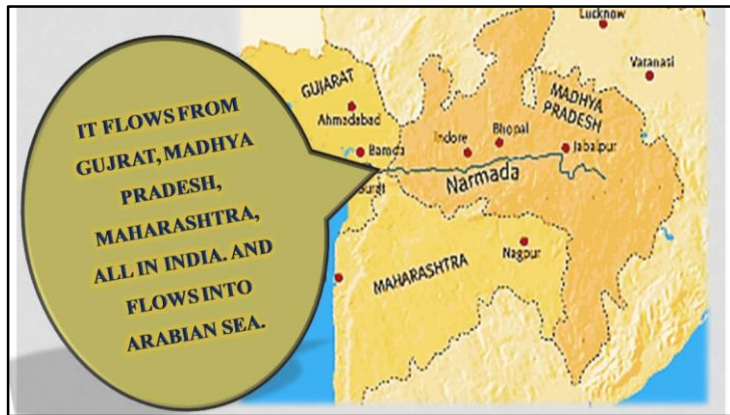 IT FLOWS FROM
GUJRAT, MADHYA
PRADESH,
MAHARASHTRA,
ALL IN INDIA. AND
FLOWS INTO
ARABIAN SEA.
Lucknow
Varanasi
GUJARAT
Ahmadabad
MADHYA
PRADESH
Bhopal
Indore
Jabalpur
Baroda
Narmada
Surat
Nagpur
MAHARASHTRA